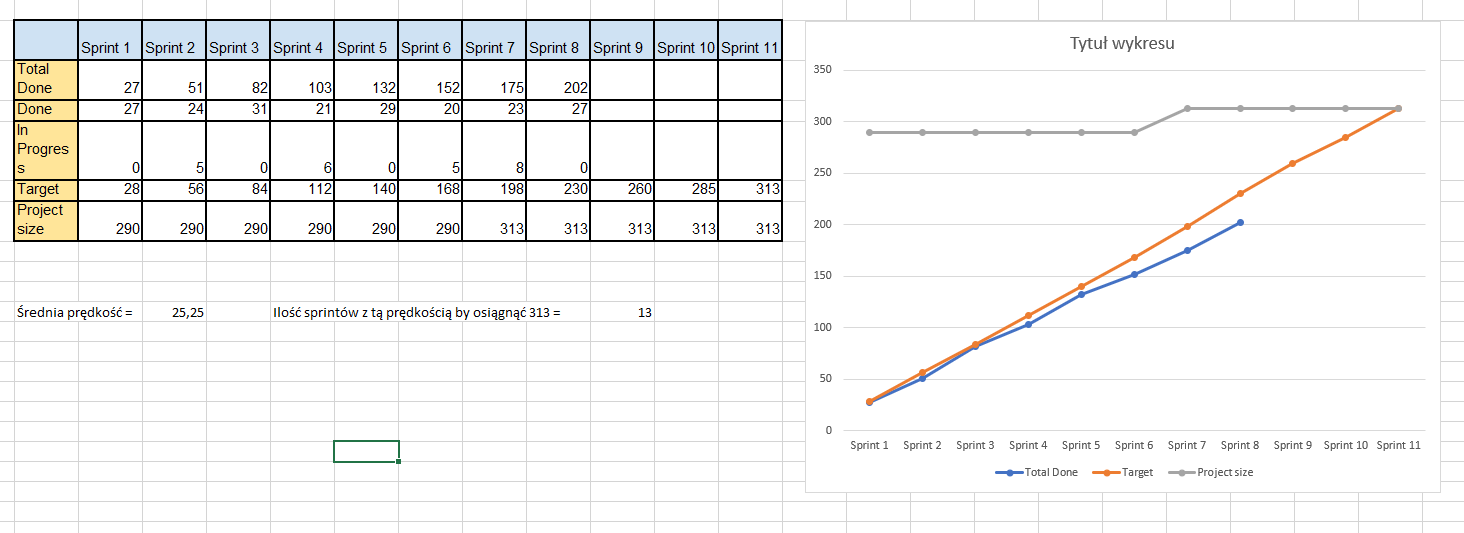 Sprint 1 Sprint 2 Sprint 3 Sprint 4 Sprint 5 Sprint 6 Sprint 7 Sprint 8 Sprint 9 Sprint 10 Sprint 11
Total
Done 27 51 82 103 132 152 175 202
Done 27 24 31 21 29 20 23 27
In
Progres
s 0 5 0 6 0 5 8 0
Target 28 56 84 112 140 168 198 230 260 285 313
Project
size 290 290 290 290 290 290 313 313 313 313 313
Średnia prędkość = 25,25 Ilość sprintów z tą prędkością by osiągnąć 313 = 13
Tytuł wykresu
350
300
250
200
150
100
50
0
Sprint 1 Sprint 2 Sprint 3 Sprint 4 Sprint 5 Sprint 6 Sprint 7 Sprint 8 Sprint 9 Sprint 10 Sprint 11
Total Done Target Project size